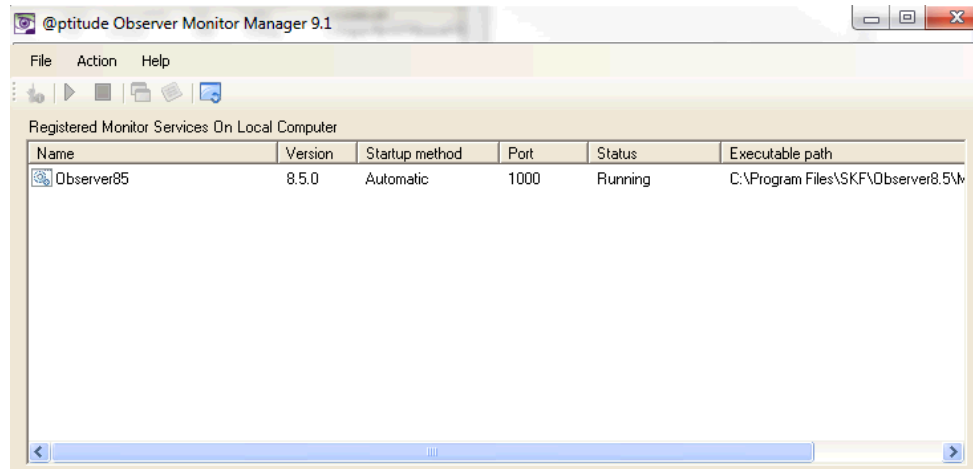 @ptitude Observer Monitor Manager 9.1
File Action Help
Registered Monitor Services On Local Computer
Name Version Startup method Port Status Executable path
Observer85 8.5.0 Automatic 1000 Running C:\Program Files\SKF\Observer8.5\M